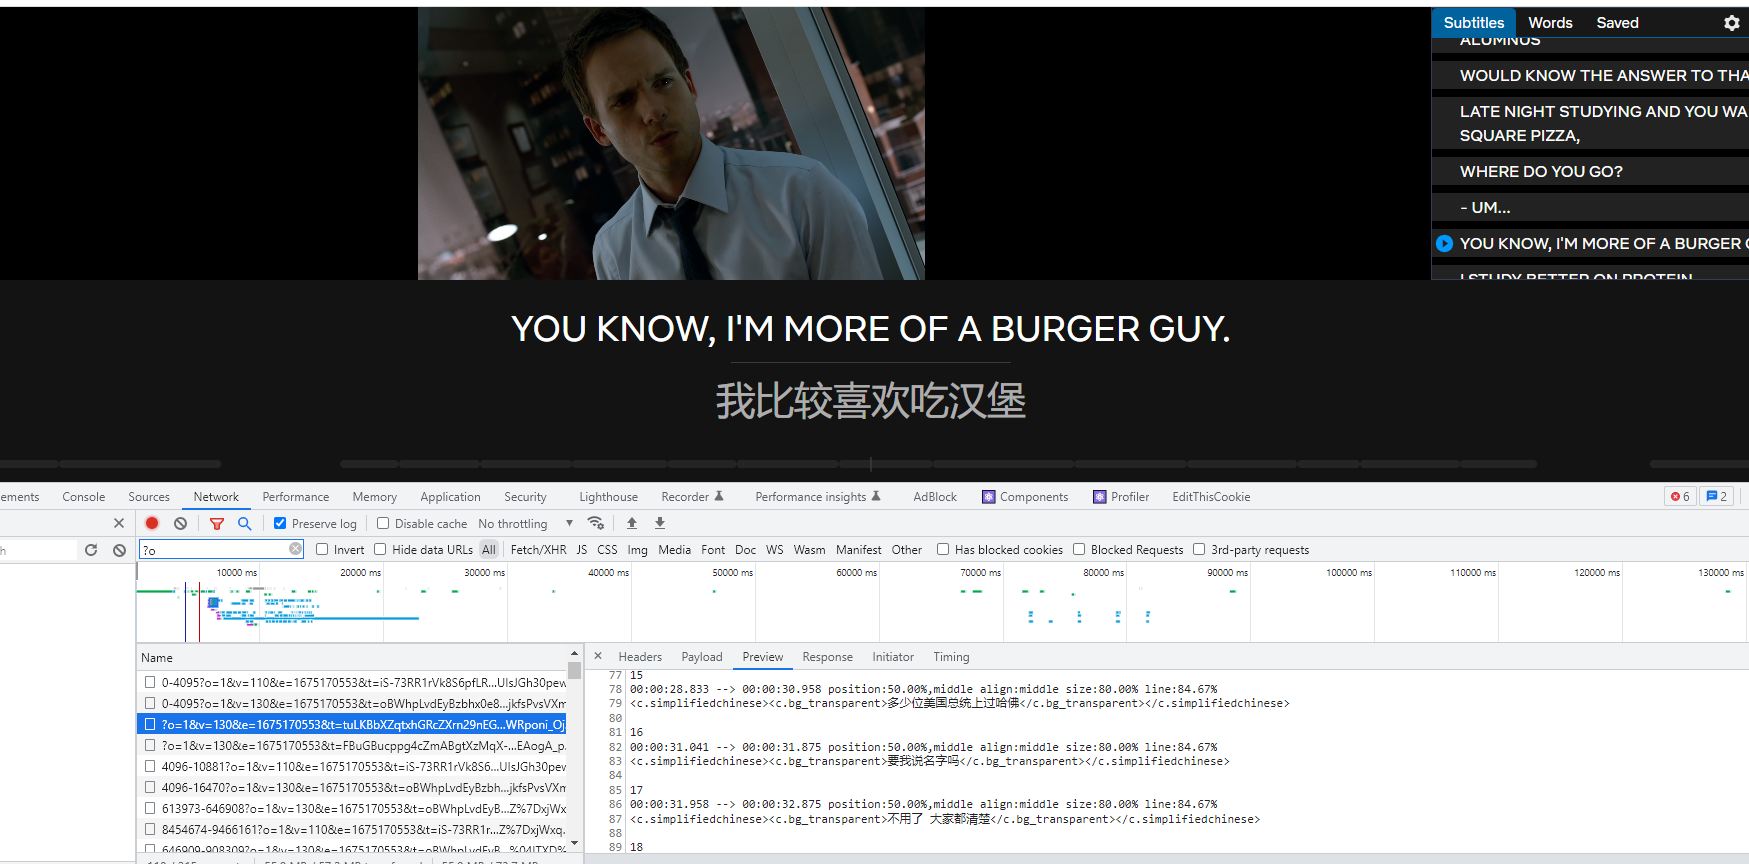 Subtitles Words Saved
ALUMNUS
WOULD KNOW THE ANSWER TO THA
LATE NIGHT STUDYING AND YOU WA
SQUARE PIZZA,
WHERE DO YOU GO?
- UM...
YOU KNOW, I'M MORE OF A BURGER G
I STUDY BETTER ON PROTEIN
YOU KNOW, I'M MORE OF A BURGER GUY.
我比较喜欢吃汉堡
ements Console Sources Network Performance Memory Application Security Lighthouse Recorder Performance insights AdBlock Components Profiler EditThisCookie 6 2
Preserve log Disable cache No throttling
h ?o Invert Hide data URLs All Fetch/XHR JS CSS Img Media Font Doc WS Wasm Manifest Other Has blocked cookies Blocked Requests 3rd-party requests
10000 ms 20000 ms 30000 ms 40000 ms 50000 ms 60000 ms 70000 ms 80000 ms 90000 ms 100000 ms 110000 ms 120000 ms 130000 ms
Name
0-4095?o=1&v=110&e=1675170553&t=iS-73RR1rVk8S6pfLR...UIsJGh30pew
0-4095?o=1&v=130&e=1675170553&t=oBWhpLvdEyBzbhx0e8...jkfsPvsVXm
?o=1&v=130&e=1675170553&t=tuLKBbXZqtxhGRcZXrn29nEG...WRponi_Oj
?o=1&v=130&e=1675170553&t=FBuGBucppg4cZmABgtXzMqX-...EAogA_p
4096-10881?o=1&v=110&e=1675170553&t=iS-73RR1rVk8S6...UIsJGh30pew
4096-16470?o=1&v=130&e=1675170553&t=oBWhpLvdEyBzbh...jkfsPvsVXm
613973-646908?o=1&v=130&e=1675170553&t=oBWhpLvdEyB...Z%7DxjWx
8454674-9466161?o=1&v=110&e=1675170553&t=iS-73RR1r...Z%7DxjWxq
646909-908309?o=1&v=130&e=1675170553&t=oBWhpLvdEyB
Headers Payload Preview Response Initiator Timing
77 15
78 00:00:28.833 --> 00:00:30.958 position:50.00%,middle align:middle size:80.00% line:84.67%
79 <c.simplifiedchinese><c.bg_transparent>多少位美国总统上过哈佛</c.bg_transparent></c.simplifiedchinese>
80
81 16
82 00:00:31.041 --> 00:00:31.875 position:50.00%,middle align:middle size:80.00% line:84.67%
83 <c.simplifiedchinese><c.bg_transparent>要我说名字吗</c.bg_transparent></c.simplifiedchinese>
84
85 17
86 00:00:31.958 --> 00:00:32.875 position:50.00%,middle align:middle size:80.00% line:84.67%
87 <c.simplifiedchinese><c.bg_transparent>不用了 大家都清楚</c.bg_transparent></c.simplifiedchinese>
88
89 18